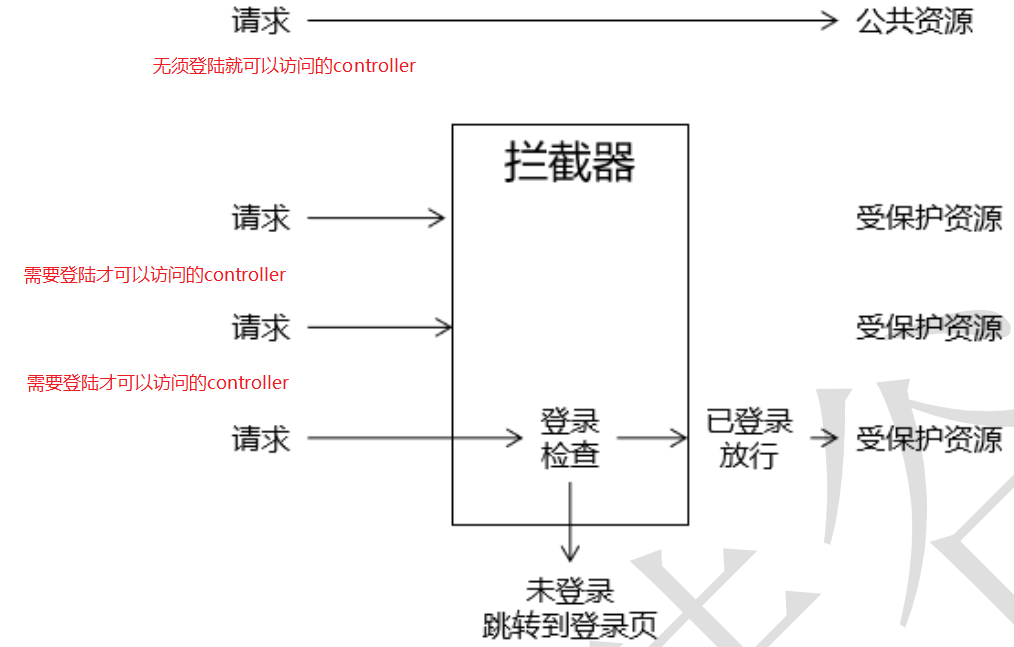 请求
公共资源
无须登陆就可以访问的controller
拦截器
请求
受保护资源
需要登陆才可以访问的controller
请求
受保护资源
需要登陆才可以访问的controller
请求
登录
检查
已登录
放行
受保护资源
未登录
跳转到登录页